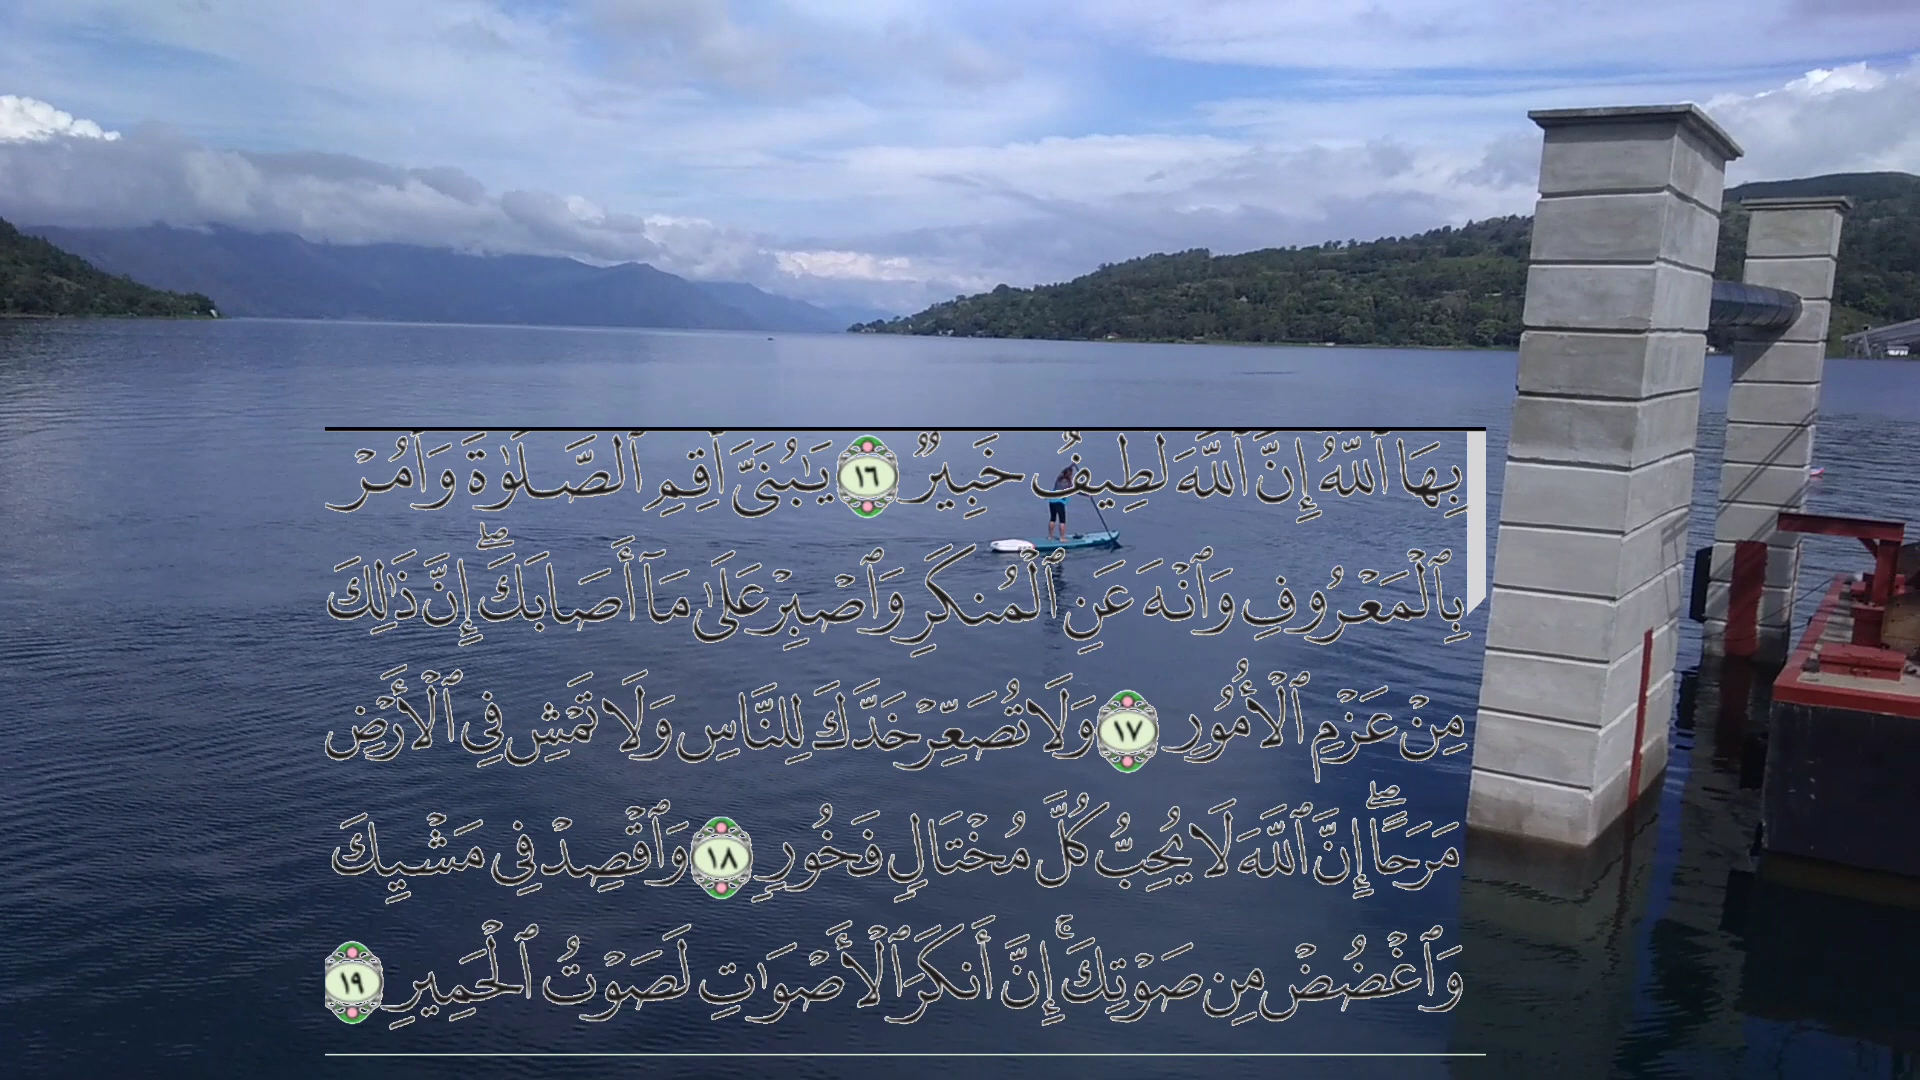 بِهَا ٱللَّهُ إِنَّ ٱللَّهَ لَطِيفٌ خَبِيرٌ ١٦ يَٰبُنَىَّ أَقِمِ ٱلصَّلَوٰةَ وَأْمُرْ
بِٱلْمَعْرُوفِ وَٱنْهَ عَنِ ٱلْمُنكَرِ وَٱصْبِرْ عَلَىٰ مَآ أَصَابَكَ ۖ إِنَّ ذَٰلِكَ
مِنْ عَزْمِ ٱلْأُمُورِ ١٧ وَلَا تُصَعِّرْ خَدَّكَ لِلنَّاسِ وَلَا تَمْشِ فِى ٱلْأَرْضِ
مَرَحًا ۖ إِنَّ ٱللَّهَ لَا يُحِبُّ كُلَّ مُخْتَالٍ فَخُورٍ ١٨ وَٱقْصِدْ فِى مَشْيِكَ
وَٱغْضُضْ مِن صَوْتِكَ ۚ إِنَّ أَنكَرَ ٱلْأَصْوَٰتِ لَصَوْتُ ٱلْحَمِيرِ ١٩